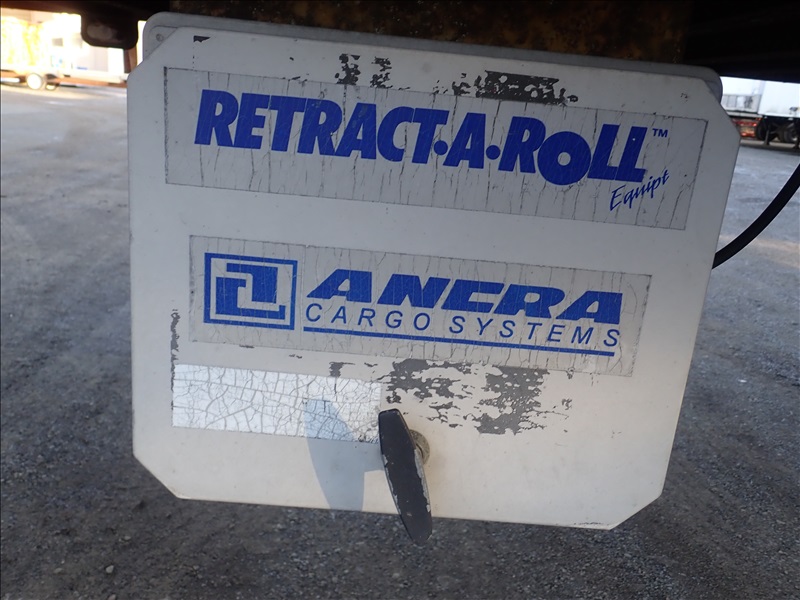 RETRACT·A·ROLL™
Equipt
ANCRA
CARGO SYSTEMS